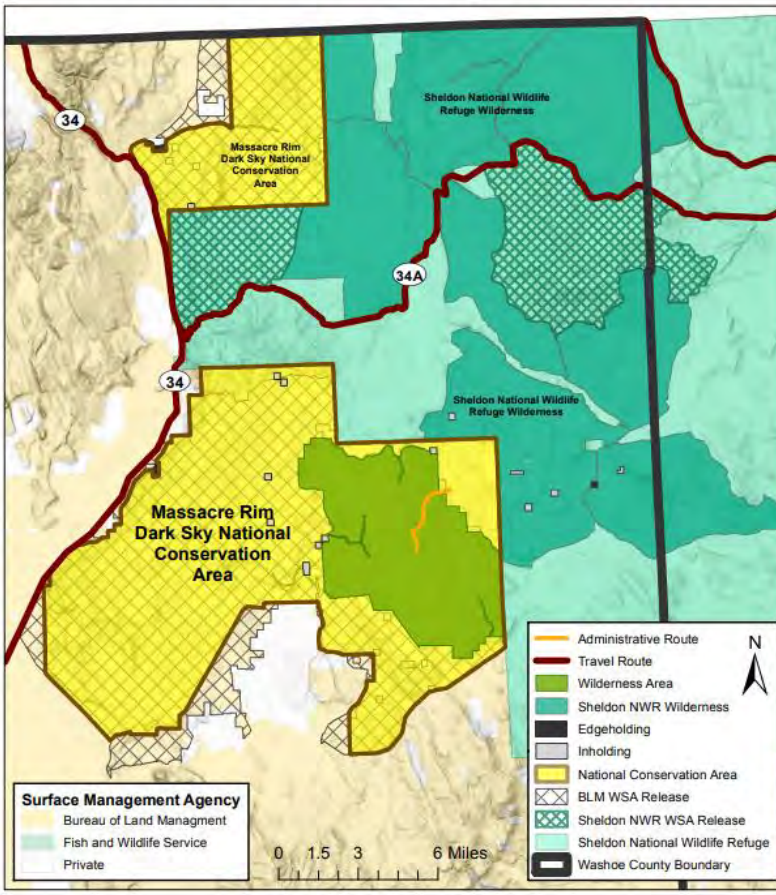 34
Sheldon National Wildlife
Refuge Wilderness
Massacre Rim
Dark Sky National
Conservation
Area
34A
34
Sheldon National Wildlife
Refuge Wilderness
Massacre Rim
Dark Sky National
Conservation
Area
Administrative Route
Travel Route
Wilderness Area
Sheldon NWR Wilderness
Edgeholding
Inholding
National Conservation Area
BLM WSA Release
Sheldon NWR WSA Release
Sheldon National Wildlife Refuge
Washoe County Boundary
N
Surface Management Agency
Bureau of Land Managment
Fish and Wildlife Service
Private
0 1.5 3 6 Miles